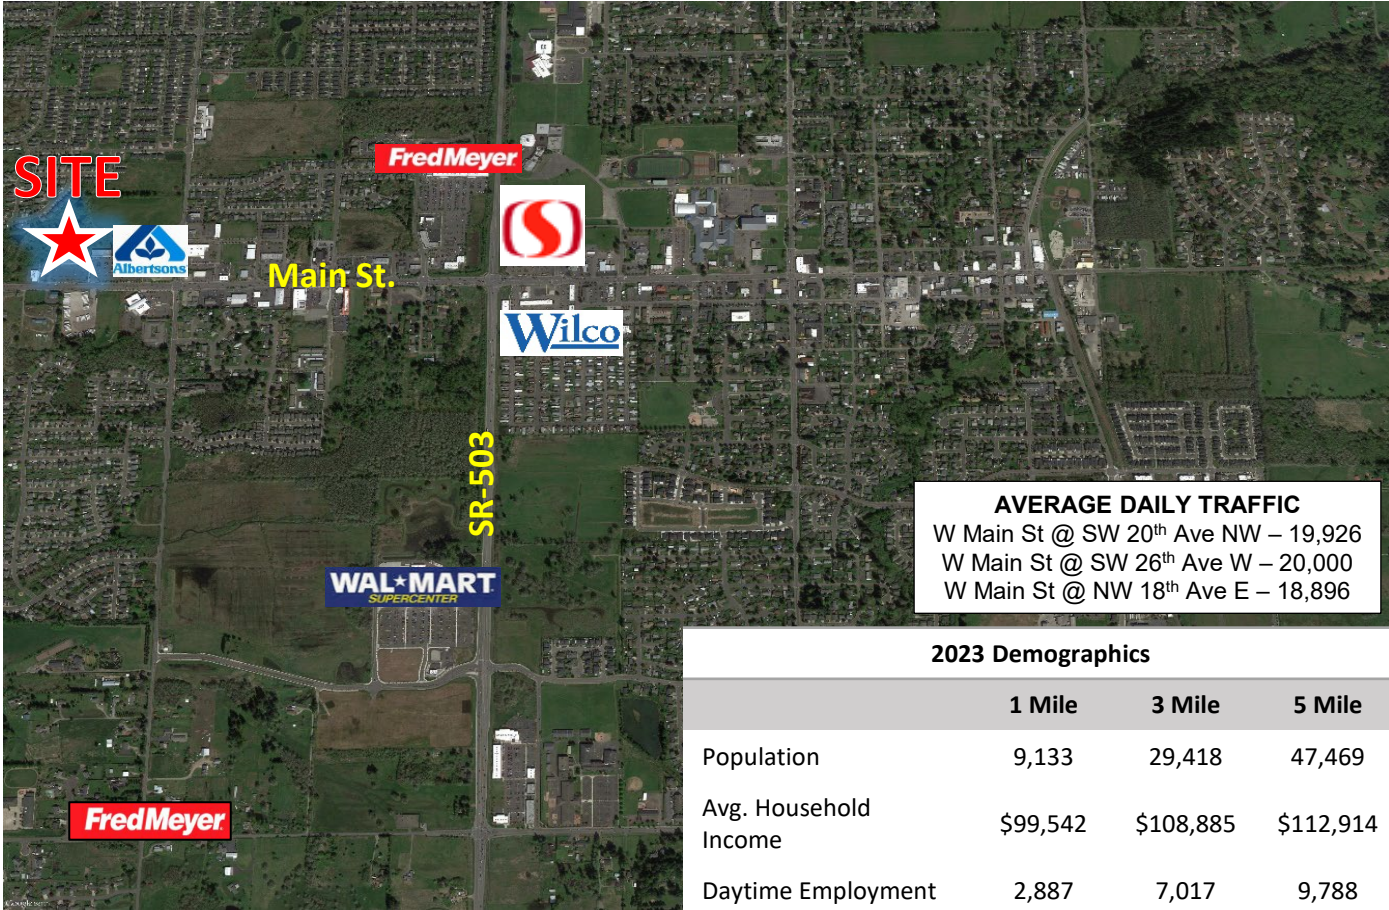 SITE
FredMeyer
Albertsons
Main St.
Wilco
SR-503
WAL★MART
SUPERCENTER
AVERAGE DAILY TRAFFIC
W Main St @ SW 20th Ave NW – 19,926
W Main St @ SW 26th Ave W – 20,000
W Main St @ NW 18th Ave E – 18,896
2023 Demographics
1 Mile 3 Mile 5 Mile
Population 9,133 29,418 47,469
Avg. Household
Income $99,542 $108,885 $112,914
Daytime Employment 2,887 7,017 9,788
FredMeyer
Google